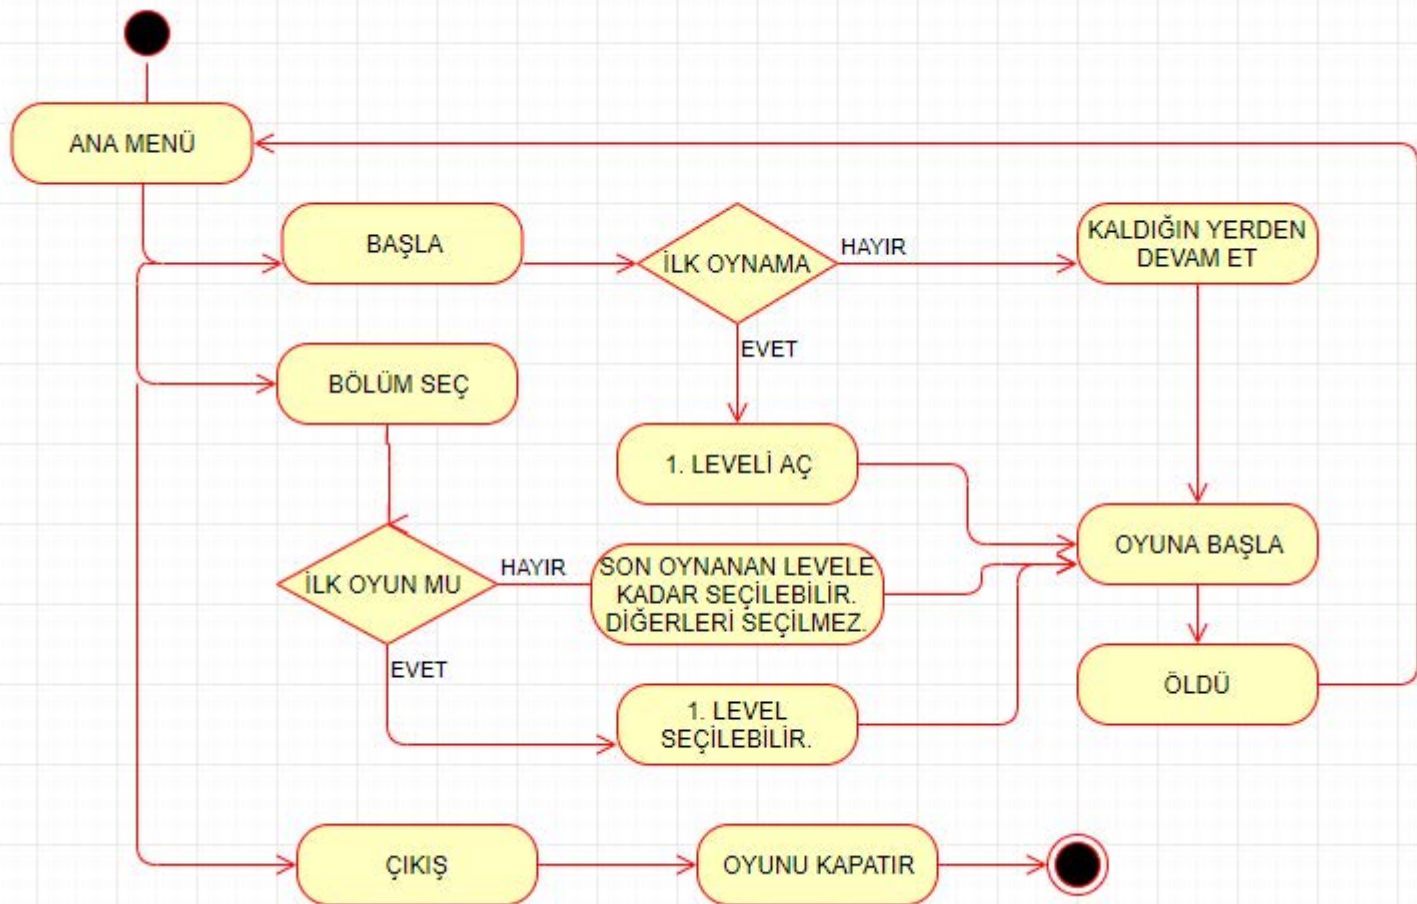 ANA MENÜ
BAŞLA
İLK OYNAMA
HAYIR
KALDIĞIN YERDEN
DEVAM ET
EVET
BÖLÜM SEÇ
1. LEVELİ AÇ
İLK OYUN MU
HAYIR
SON OYNANAN LEVELE
KADAR SEÇİLEBİLİR.
DİĞERLERİ SEÇİLMEZ.
OYUNA BAŞLA
EVET
1. LEVEL
SEÇİLEBİLİR.
ÖLDÜ
ÇIKIŞ
OYUNU KAPATIR